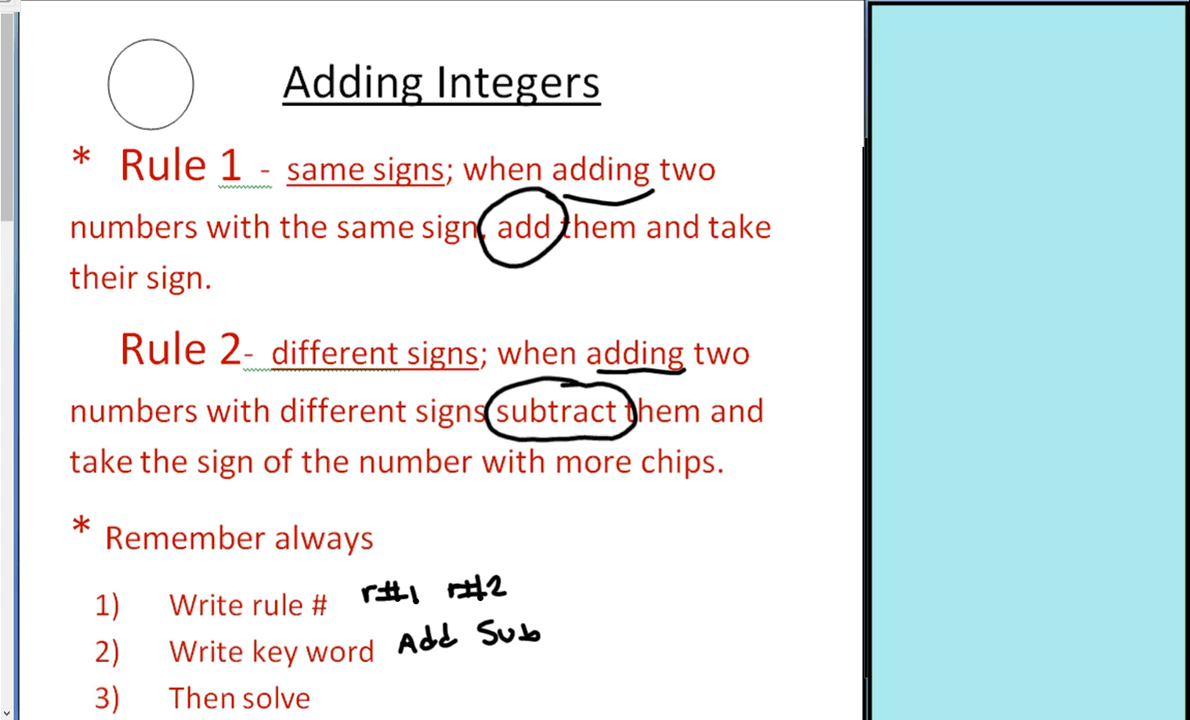 Adding Integers
* Rule 1 - same signs; when adding two
numbers with the same sign, add them and take
their sign.
Rule 2- different signs; when adding two
numbers with different signs subtract them and
take the sign of the number with more chips.
* Remember always
1) Write rule # r#1 r#2
2) Write key word Add Sub
3) Then solve